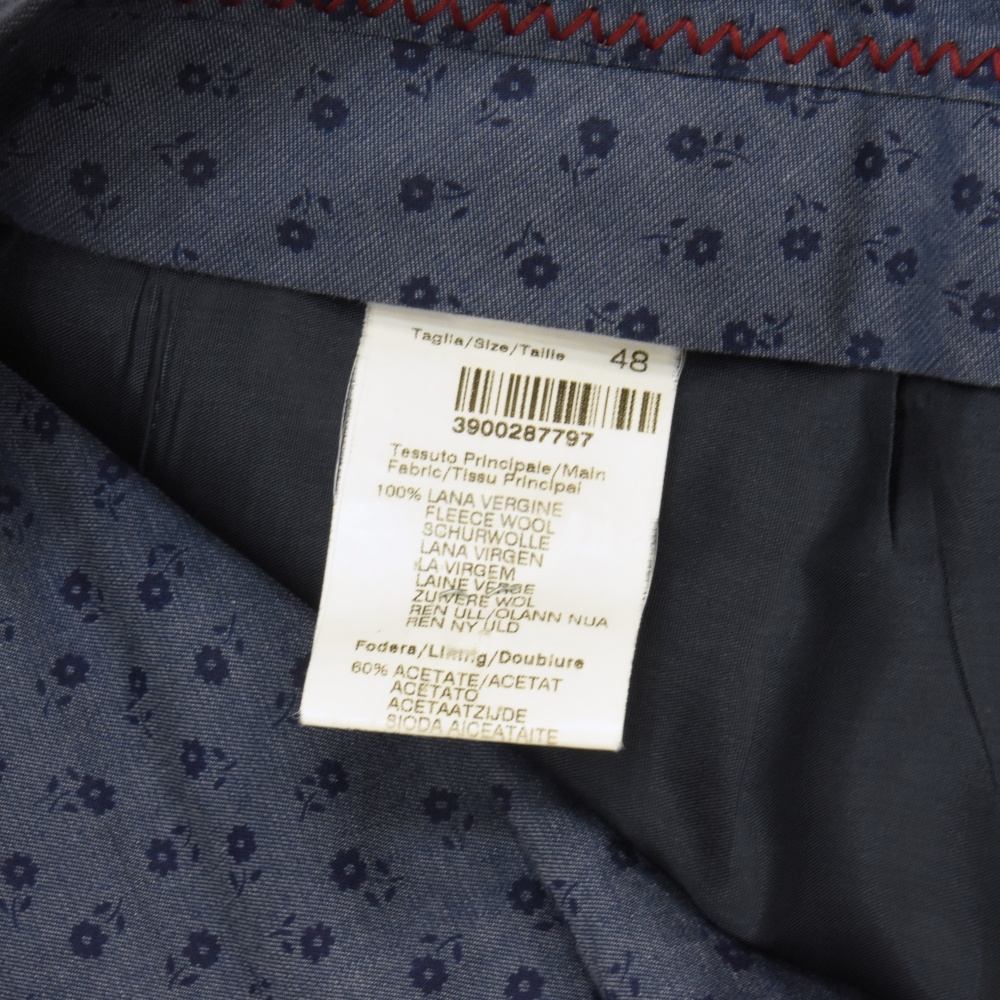 Taglia/Size/Taille 48
3900287797
Tessuto Principale/Main
Fabric/Tissu Principal
100% LANA VERGINE
FLEECE WOOL
SCHURWOLLE
LANA VIRGEN
LA VIRGEM
LAINE VERGE
ZUIVERE WOL
REN ULL/OLANN NUA
REN NY ULD
Fodera/Lining/Doublure
60% ACETATE/ACETAT
ACETATO
ACETAATZIJDE
SIODA AICEATAITE